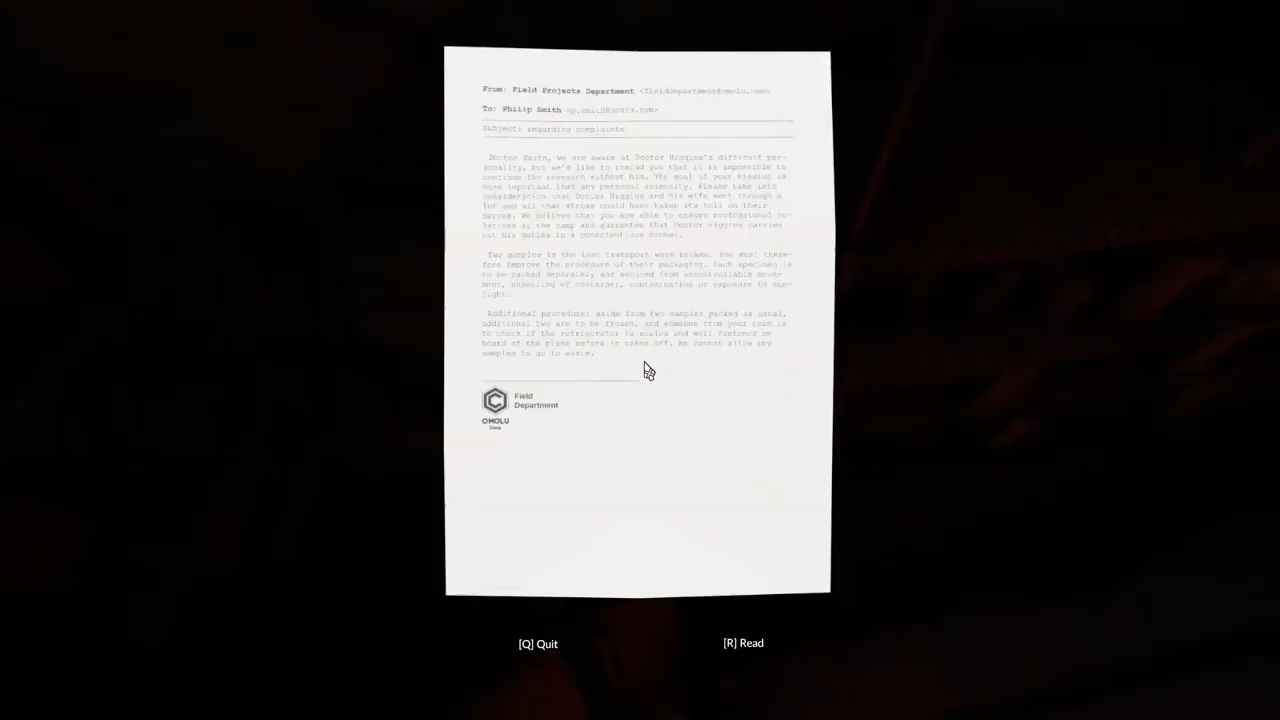 From: Field Projects Department <fielddepartment@omolu.com>
To: Philip Smith <p.smith@omolu.com>
Subject: regarding complaints
Doctor Smith, we are aware of Doctor Higgins's difficult per-
sonality, but we'd like to remind you that it is impossible to
continue the research without him. The goal of your mission is
more important than any personal animosity. Please take into
consideration that Doctor Higgins and his wife went through a
lot and all that stress could have taken its toll on their
nerves. We believe that you are able to ensure professional re-
lations at the camp and guarantee that Doctor Higgins carries
out his duties in a conscientious manner.
Two samples in the last transport were broken. You must there-
fore improve the procedure of their packaging. Each specimen is
to be packed separately and secured from uncontrollable move-
ment, unsealing of container, contamination or exposure to sun-
light.
Additional procedure: aside from two samples packed as usual,
additional two are to be frozen, and someone from your team is
to check if the refrigerator is sealed and well fastened on
board of the plane before it takes off. We cannot allow any
samples to go to waste.
Field
Department
OMOLU
Corp
[Q] Quit
[R] Read